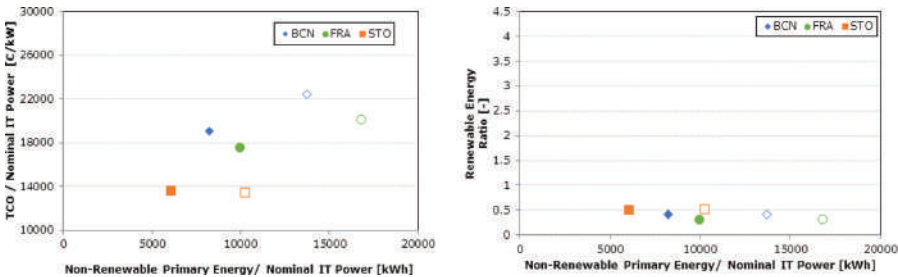 30000
26000
22000
18000
14000
10000
TCO / Nominal IT Power [€/kW]
BCN FRA STO
0 5000 10000 15000 20000
Non-Renewable Primary Energy/ Nominal IT Power [kWh]
4.5
4
3.5
3
2.5
2
1.5
1
0.5
0
Renewable Energy
Ratio [-]
BCN FRA STO
0 5000 10000 15000 20000
Non-Renewable Primary Energy/ Nominal IT Power [kWh]